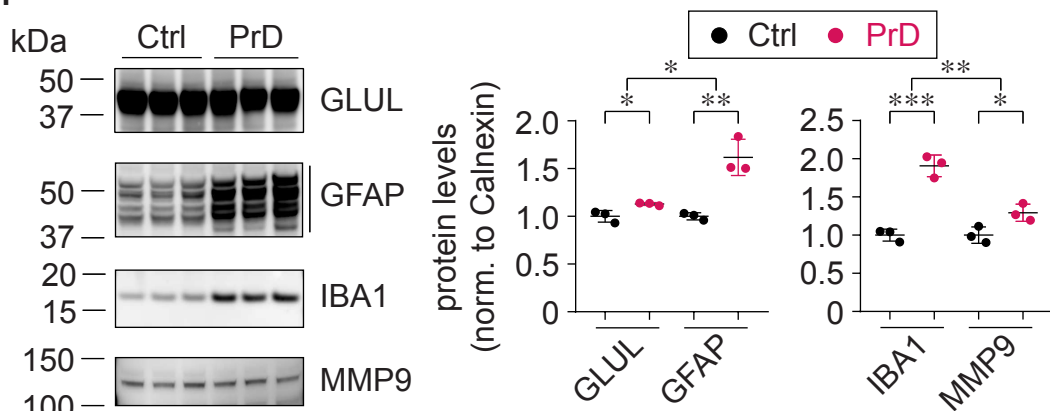 kDa
Ctrl PrD
50
37
GLUL
50
37
GFAP
20
15
IBA1
150
100
MMP9
Ctrl PrD
protein levels
(norm. to Calnexin)
*
* **
2.0
1.5
1.0
0.5
0
GLUL GFAP
**
*** *
2.5
2.0
1.5
1.0
0.5
0
IBA1 MMP9